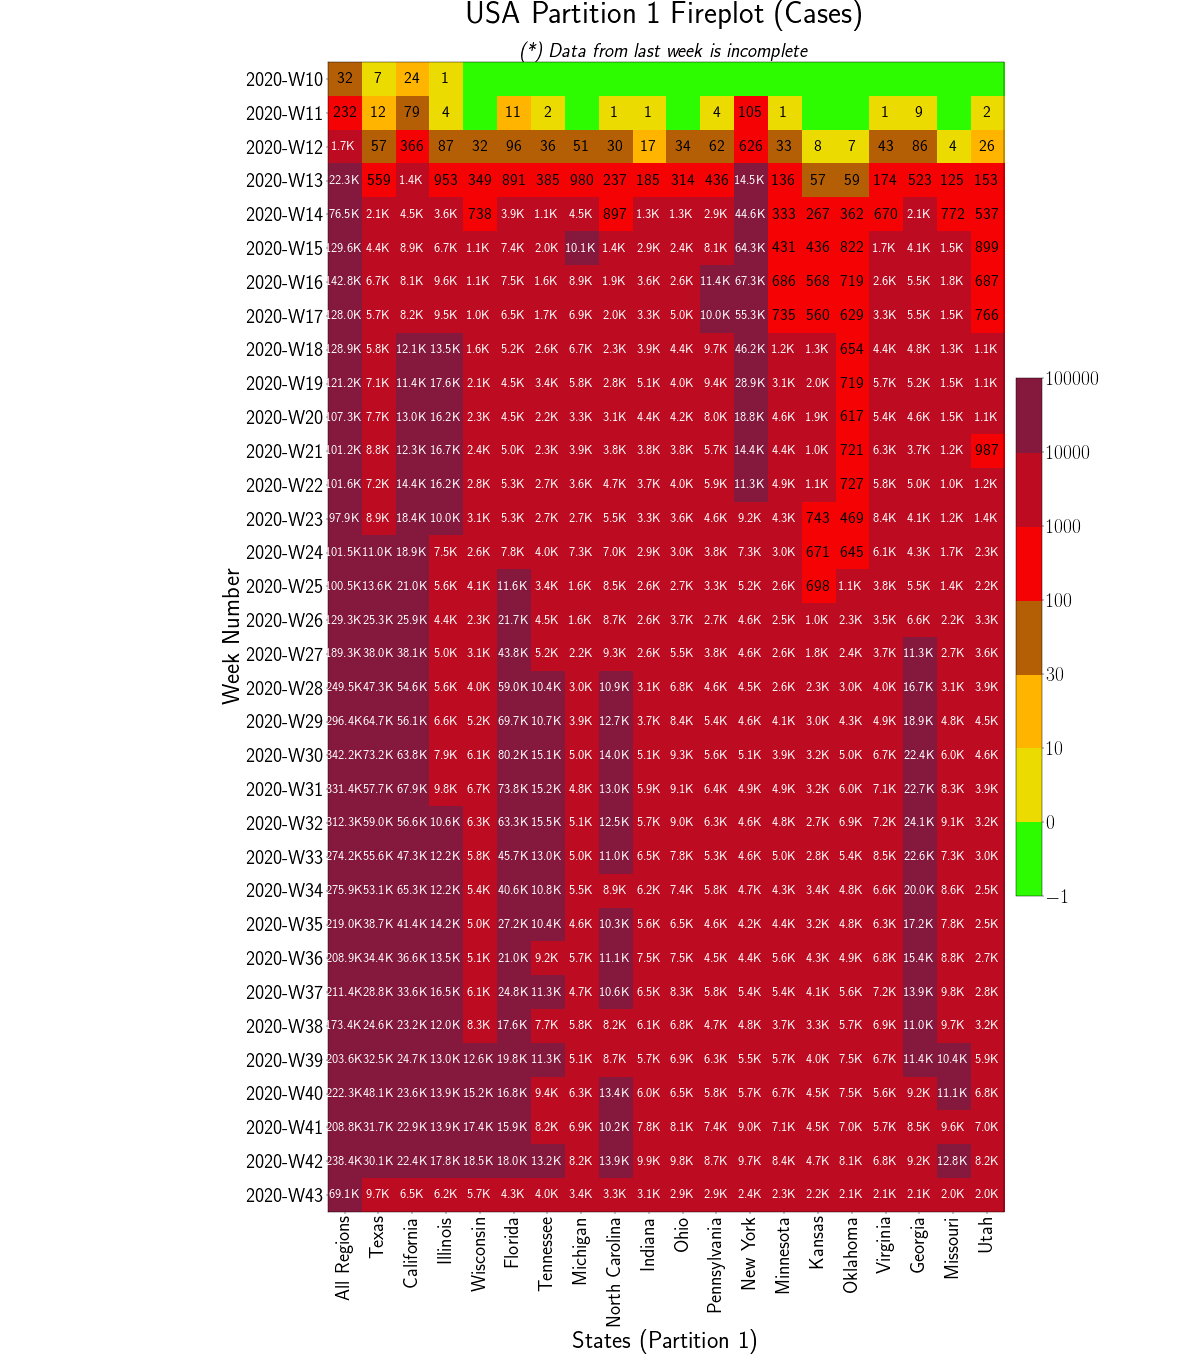 USA Partition 1 Fireplot (Cases)
(*) Data from last week is incomplete
2020-W10 32 7 24 1
2020-W11 232 12 79 4 11 2 1 1 4 105 1 1 9 2
2020-W12 1.7K 57 366 87 32 96 36 51 30 17 34 62 626 33 8 7 43 86 4 26
2020-W13 22.3K 559 1.4K 953 349 891 385 980 237 185 314 436 14.5K 136 57 59 174 523 125 153
2020-W14 76.5K 2.1K 4.5K 3.6K 738 3.9K 1.1K 4.5K 897 1.3K 1.3K 2.9K 44.6K 333 267 362 670 2.1K 772 537
2020-W15 129.6K 4.4K 8.9K 6.7K 1.1K 7.4K 2.0K 10.1K 1.4K 2.9K 2.4K 8.1K 64.3K 431 436 822 1.7K 4.1K 1.5K 899
2020-W16 142.8K 6.7K 8.1K 9.6K 1.1K 7.5K 1.6K 8.9K 1.9K 3.6K 2.6K 11.4K 67.3K 686 568 719 2.6K 5.5K 1.8K 687
2020-W17 128.0K 5.7K 8.2K 9.5K 1.0K 6.5K 1.7K 6.9K 2.0K 3.3K 5.0K 10.0K 55.3K 735 560 629 3.3K 5.5K 1.5K 766
2020-W18 128.9K 5.8K 12.1K 13.5K 1.6K 5.2K 2.6K 6.7K 2.3K 3.9K 4.4K 9.7K 46.2K 1.2K 1.3K 654 4.4K 4.8K 1.3K 1.1K
2020-W19 121.2K 7.1K 11.4K 17.6K 2.1K 4.5K 3.4K 5.8K 2.8K 5.1K 4.0K 9.4K 28.9K 3.1K 2.0K 719 5.7K 5.2K 1.5K 1.1K
2020-W20 107.3K 7.7K 13.0K 16.2K 2.3K 4.5K 2.2K 3.3K 3.1K 4.4K 4.2K 8.0K 18.8K 4.6K 1.9K 617 5.4K 4.6K 1.5K 1.1K
2020-W21 101.2K 8.8K 12.3K 16.7K 2.4K 5.0K 2.3K 3.9K 3.8K 3.8K 3.8K 5.7K 14.4K 4.4K 1.0K 721 6.3K 3.7K 1.2K 987
2020-W22 101.6K 7.2K 14.4K 16.2K 2.8K 5.3K 2.7K 3.6K 4.7K 3.7K 4.0K 5.9K 11.3K 4.9K 1.1K 727 5.8K 5.0K 1.0K 1.2K
2020-W23 97.9K 8.9K 18.4K 10.0K 3.1K 5.3K 2.7K 2.7K 5.5K 3.3K 3.6K 4.6K 9.2K 4.3K 743 469 8.4K 4.1K 1.2K 1.4K
2020-W24 101.5K 11.0K 18.9K 7.5K 2.6K 7.8K 4.0K 7.3K 7.0K 2.9K 3.0K 3.8K 7.3K 3.0K 671 645 6.1K 4.3K 1.7K 2.3K
2020-W25 100.5K 13.6K 21.0K 5.6K 4.1K 11.6K 3.4K 1.6K 8.5K 2.6K 2.7K 3.3K 5.2K 2.6K 698 1.1K 3.8K 5.5K 1.4K 2.2K
2020-W26 129.3K 25.3K 25.9K 4.4K 2.3K 21.7K 4.5K 1.6K 8.7K 2.6K 3.7K 2.7K 4.6K 2.5K 1.0K 2.3K 3.5K 6.6K 2.2K 3.3K
2020-W27 189.3K 38.0K 38.1K 5.0K 3.1K 43.8K 5.2K 2.2K 9.3K 2.6K 5.5K 3.8K 4.6K 2.6K 1.8K 2.4K 3.7K 11.3K 2.7K 3.6K
2020-W28 249.5K 47.3K 54.6K 5.6K 4.0K 59.0K 10.4K 3.0K 10.9K 3.1K 6.8K 4.6K 4.5K 2.6K 2.3K 3.0K 4.0K 16.7K 3.1K 3.9K
2020-W29 296.4K 64.7K 56.1K 6.6K 5.2K 69.7K 10.7K 3.9K 12.7K 3.7K 8.4K 5.4K 4.6K 4.1K 3.0K 4.3K 4.9K 18.9K 4.8K 4.5K
2020-W30 342.2K 73.2K 63.8K 7.9K 6.1K 80.2K 15.1K 5.0K 14.0K 5.1K 9.3K 5.6K 5.1K 3.9K 3.2K 5.0K 6.7K 22.4K 6.0K 4.6K
2020-W31 331.4K 57.7K 67.9K 9.8K 6.7K 73.8K 15.2K 4.8K 13.0K 5.9K 9.1K 6.4K 4.9K 4.9K 3.2K 6.0K 7.1K 22.7K 8.3K 3.9K
2020-W32 312.3K 59.0K 56.6K 10.6K 6.3K 63.3K 15.5K 5.1K 12.5K 5.7K 9.0K 6.3K 4.6K 4.8K 2.7K 6.9K 7.2K 24.1K 9.1K 3.2K
2020-W33 274.2K 55.6K 47.3K 12.2K 5.8K 45.7K 13.0K 5.0K 11.0K 6.5K 7.8K 5.3K 4.6K 5.0K 2.8K 5.4K 8.5K 22.6K 7.3K 3.0K
2020-W34 275.9K 53.1K 65.3K 12.2K 5.4K 40.6K 10.8K 5.5K 8.9K 6.2K 7.4K 5.8K 4.7K 4.3K 3.4K 4.8K 6.6K 20.0K 8.6K 2.5K
2020-W35 219.0K 38.7K 41.4K 14.2K 5.0K 27.2K 10.4K 4.6K 10.3K 5.6K 6.5K 4.6K 4.2K 4.4K 3.2K 4.8K 6.3K 17.2K 7.8K 2.5K
2020-W36 208.9K 34.4K 36.6K 13.5K 5.1K 21.0K 9.2K 5.7K 11.1K 7.5K 7.5K 4.5K 4.4K 5.6K 4.3K 4.9K 6.8K 15.4K 8.8K 2.7K
2020-W37 211.4K 28.8K 33.6K 16.5K 6.1K 24.8K 11.3K 4.7K 10.6K 6.5K 8.3K 5.8K 5.4K 5.4K 4.1K 5.6K 7.2K 13.9K 9.8K 2.8K
2020-W38 173.4K 24.6K 23.2K 12.0K 8.3K 17.6K 7.7K 5.8K 8.2K 6.1K 6.8K 4.7K 4.8K 3.7K 3.3K 5.7K 6.9K 11.0K 9.7K 3.2K
2020-W39 203.6K 32.5K 24.7K 13.0K 12.6K 19.8K 11.3K 5.1K 8.7K 5.7K 6.9K 6.3K 5.5K 5.7K 4.0K 7.5K 6.7K 11.4K 10.4K 5.9K
2020-W40 222.3K 48.1K 23.6K 13.9K 15.2K 16.8K 9.4K 6.3K 13.4K 6.0K 6.5K 5.8K 5.7K 6.7K 4.5K 7.5K 5.6K 9.2K 11.1K 6.8K
2020-W41 208.8K 31.7K 22.9K 13.9K 17.4K 15.9K 8.2K 6.9K 10.2K 7.8K 8.1K 7.4K 9.0K 7.1K 4.5K 7.0K 5.7K 8.5K 9.6K 7.0K
2020-W42 238.4K 30.1K 22.4K 17.8K 18.5K 18.0K 13.2K 8.2K 13.9K 9.9K 9.8K 8.7K 9.7K 8.4K 4.7K 8.1K 6.8K 9.2K 12.8K 8.2K
2020-W43 69.1K 9.7K 6.5K 6.2K 5.7K 4.3K 4.0K 3.4K 3.3K 3.1K 2.9K 2.9K 2.4K 2.3K 2.2K 2.1K 2.1K 2.1K 2.0K 2.0K
Week Number
All Regions
Texas
California
Illinois
Wisconsin
Florida
Tennessee
Michigan
North Carolina
Indiana
Ohio
Pennsylvania
New York
Minnesota
Kansas
Oklahoma
Virginia
Georgia
Missouri
Utah
States (Partition 1)
100000
10000
1000
100
30
10
0
−1